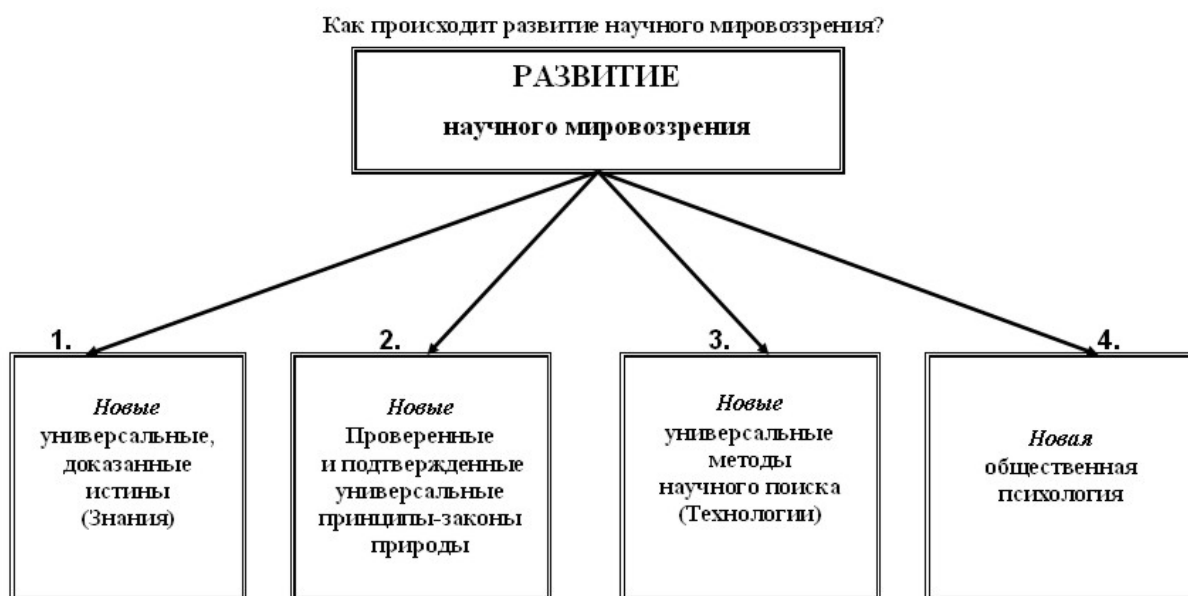 Как происходит развитие научного мировоззрения?
РАЗВИТИЕ
научного мировоззрения
1.
Новые
универсальные,
доказанные
истины
(Знания)
2.
Новые
Проверенные
и подтвержденные
универсальные
принципы-законы
природы
3.
Новые
универсальные
методы
научного поиска
(Технологии)
4.
Новая
общественная
психология